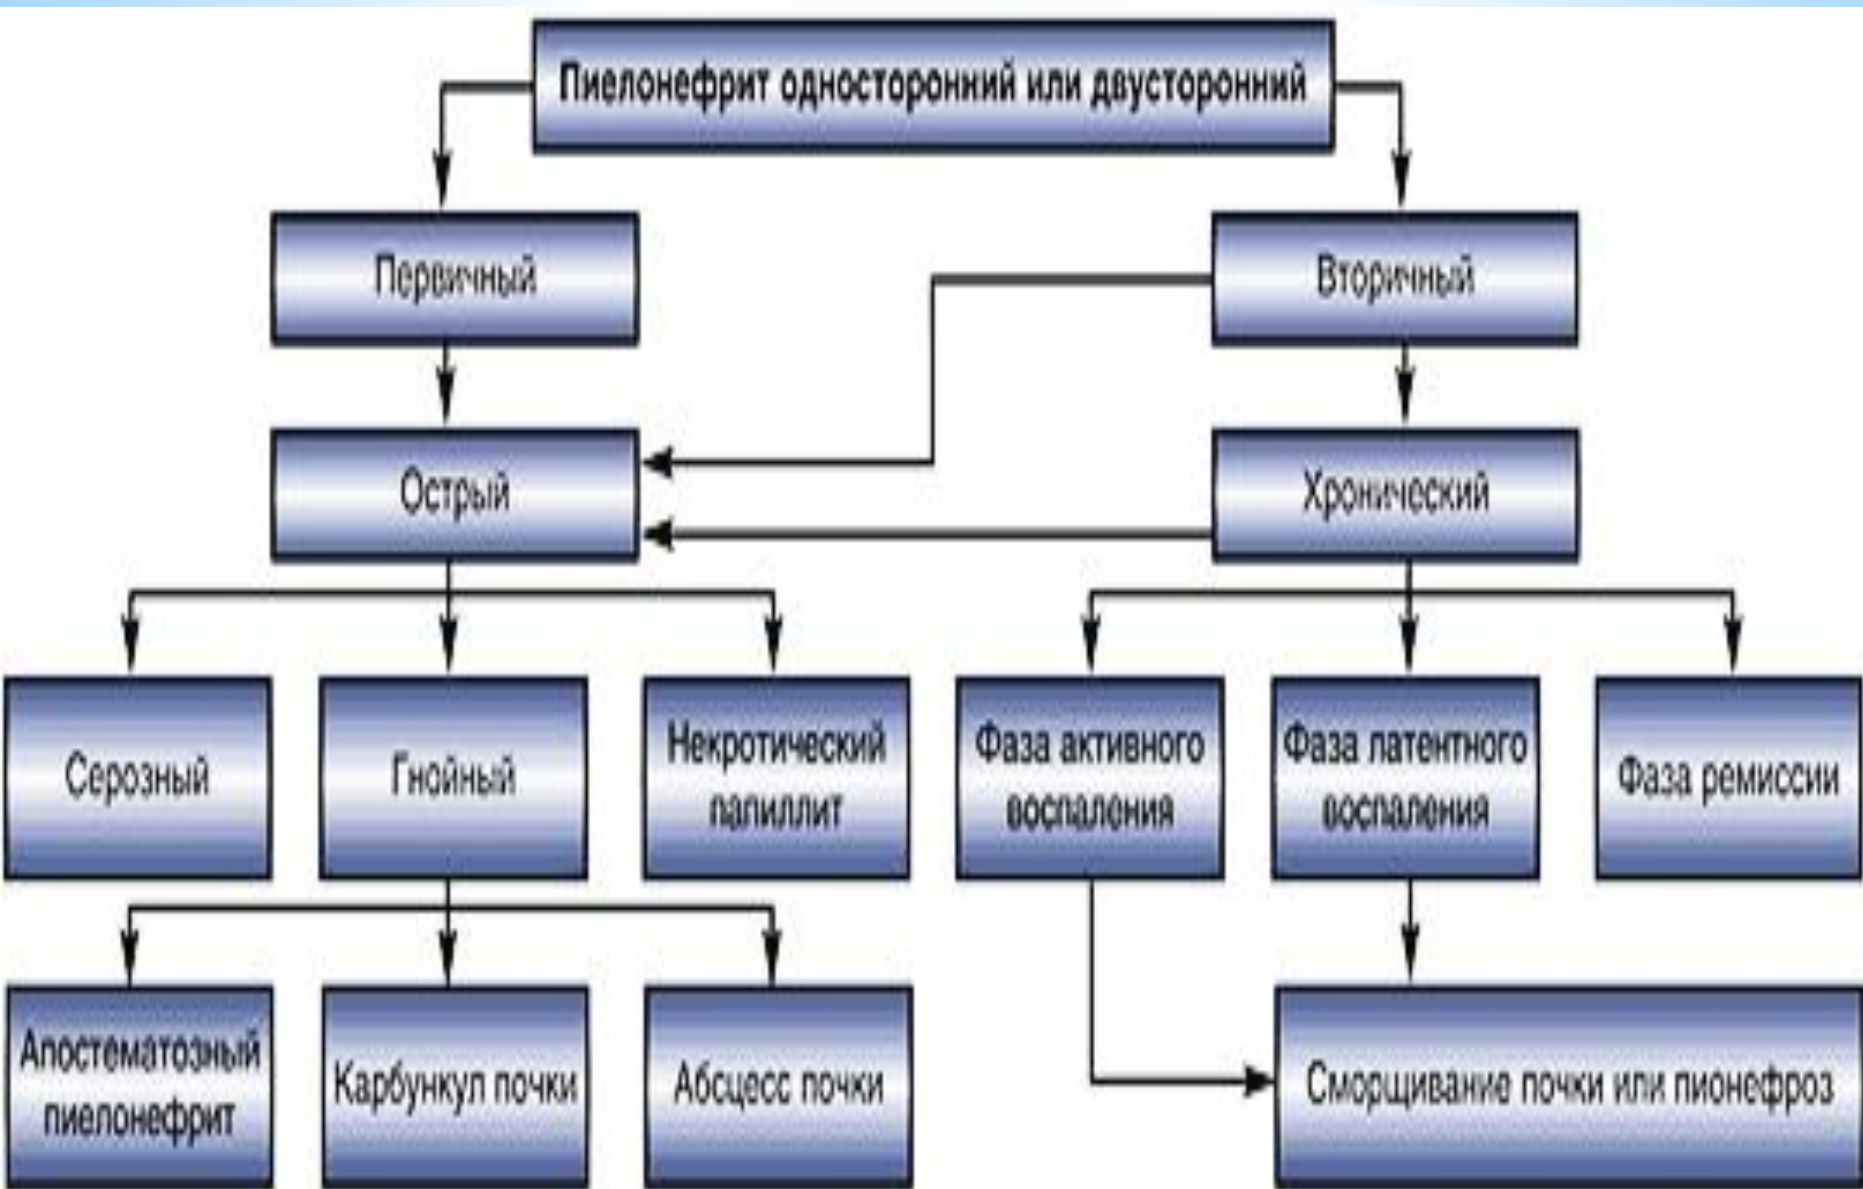 Пиелонефрит односторонний или двусторонний
Первичный
Вторичный
Острый
Хронический
Серозный
Гнойный
Некротический
папиллит
Фаза активного
воспаления
Фаза латентного
воспаления
Фаза ремиссии
Апостематозный
пиелонефрит
Карбункул почки
Абсцесс почки
Сморщивание почки или пионефроз